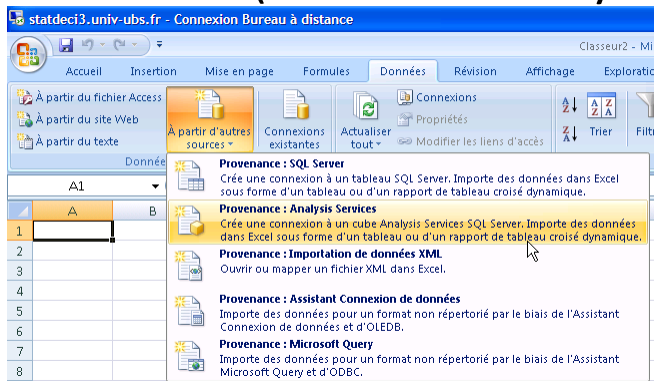 statdeci3.univ-ubs.fr - Connexion Bureau à distance
Classeur2 - Mi
Accueil Insertion Mise en page Formules Données Révision Affichage Exploratio
À partir du fichier Access
À partir du site Web
À partir du texte
À partir d'autres
sources
Connexions
existantes
Actualiser
tout
Connexions
Propriétés
Modifier les liens d'accès
Trier
Filt
Donnée
A1
A B
1
2
3
4
5
6
7
8
Provenance : SQL Server
Crée une connexion à un tableau SQL Server. Importe des données dans Excel
sous forme d'un tableau ou d'un rapport de tableau croisé dynamique.
Provenance : Analysis Services
Crée une connexion à un cube Analysis Services SQL Server. Importe des données
dans Excel sous forme d'un tableau ou d'un rapport de tableau croisé dynamique.
Provenance : Importation de données XML
Ouvrir ou mapper un fichier XML dans Excel.
Provenance : Assistant Connexion de données
Importe des données pour un format non répertorié par le biais de l'Assistant
Connexion de données et d'OLEDB.
Provenance : Microsoft Query
Importe des données pour un format non répertorié par le biais de l'Assistant
Microsoft Query et d'ODBC.